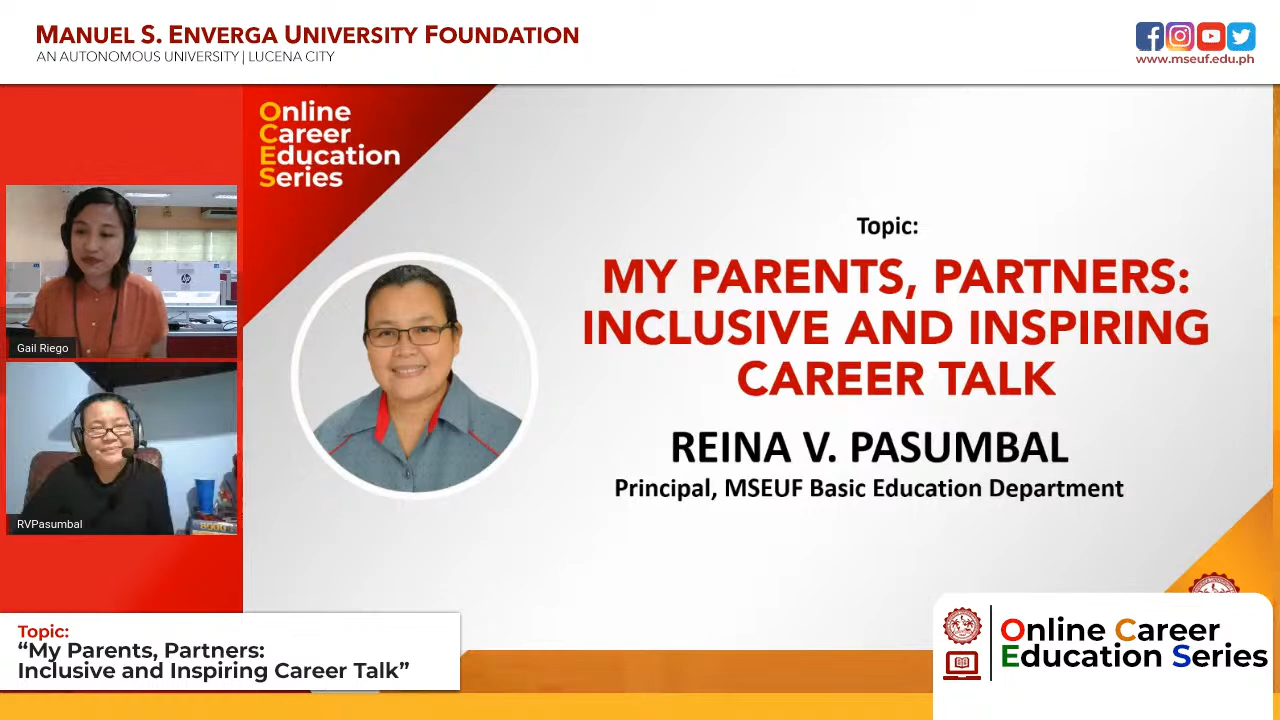 MANUEL S. ENVERGA UNIVERSITY FOUNDATION
AN AUTONOMOUS UNIVERSITY | LUCENA CITY
www.mseuf.edu.ph
Online
Career
Education
Series
Topic:
MY PARENTS, PARTNERS:
INCLUSIVE AND INSPIRING
CAREER TALK
REINA V. PASUMBAL
Principal, MSEUF Basic Education Department
hp
Gail Riego
RVPasumbal
Topic:
“My Parents, Partners:
Inclusive and Inspiring Career Talk”
Online Career
Education Series